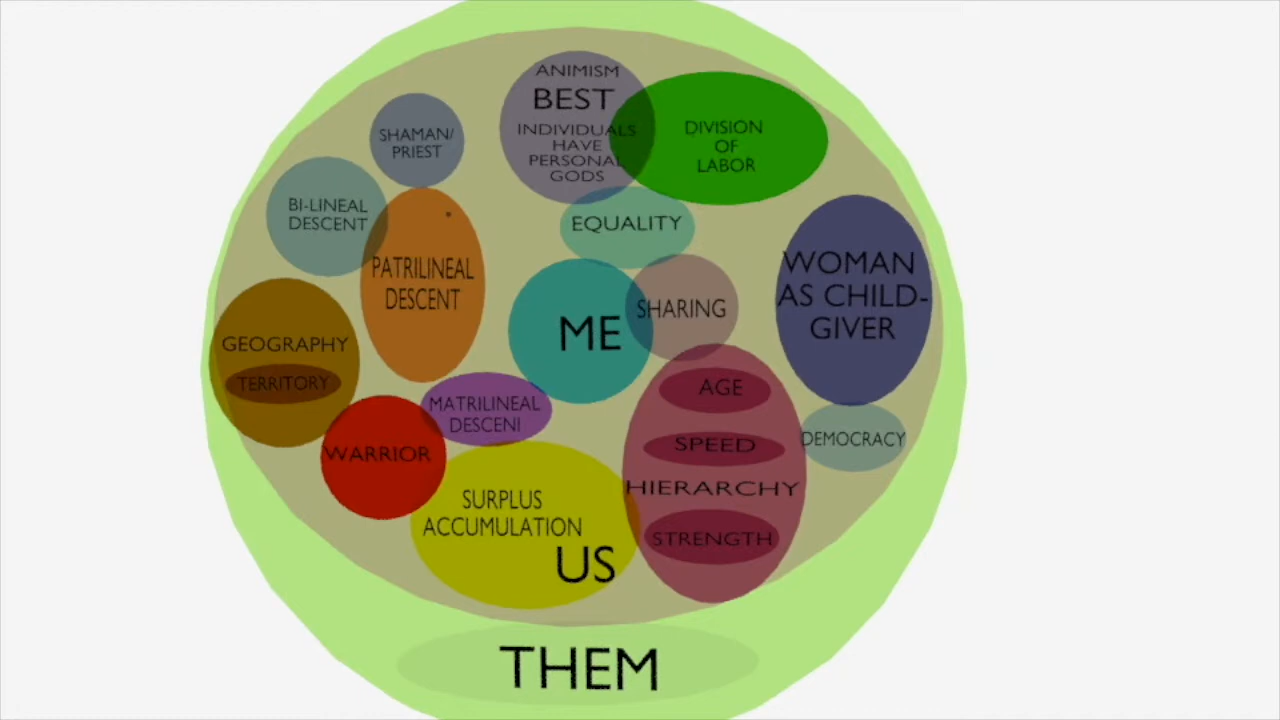 ANIMISM
BEST
INDIVIDUALS
HAVE
PERSONAL
GODS
DIVISION
OF
LABOR
SHAMAN/
PRIEST
BI-LINEAL
DESCENT
EQUALITY
PATRILINEAL
DESCENT
WOMAN
AS CHILD-
GIVER
ME
SHARING
GEOGRAPHY
TERRITORY
MATRILINEAL
DESCENI
AGE
SPEED
HIERARCHY
STRENGTH
DEMOCRACY
WARRIOR
SURPLUS
ACCUMULATION
US
THEM